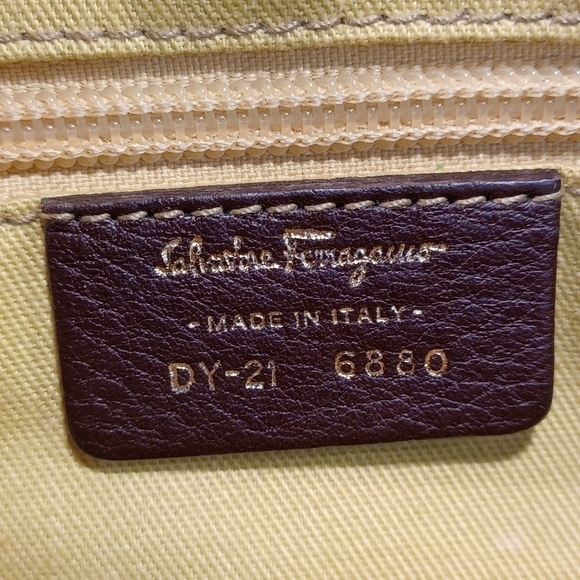 Salvatore Ferragamo
- MADE IN ITALY -
DY-21 6880